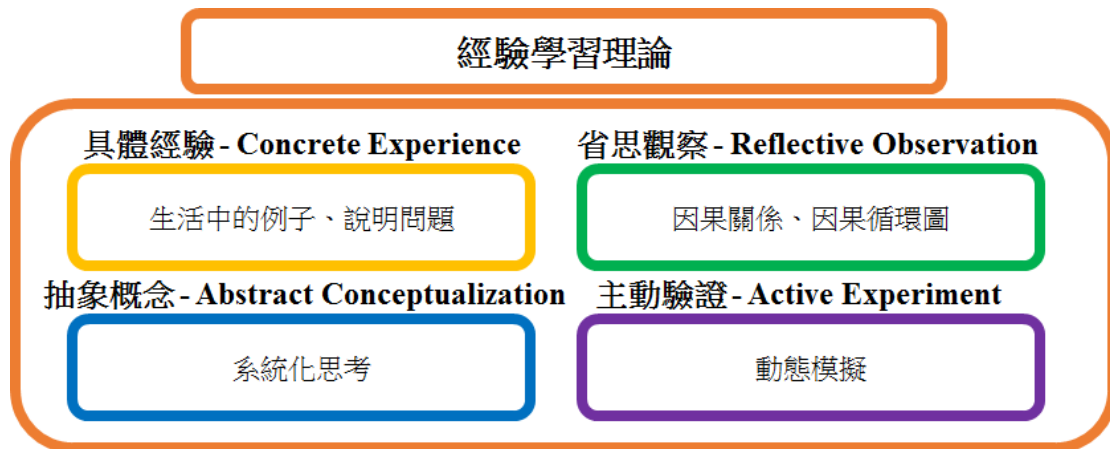 經驗學習理論
具體經驗 - Concrete Experience
生活中的例子、說明問題
省思觀察 - Reflective Observation
因果關係、因果循環圖
抽象概念 - Abstract Conceptualization
系統化思考
主動驗證 - Active Experiment
動態模擬